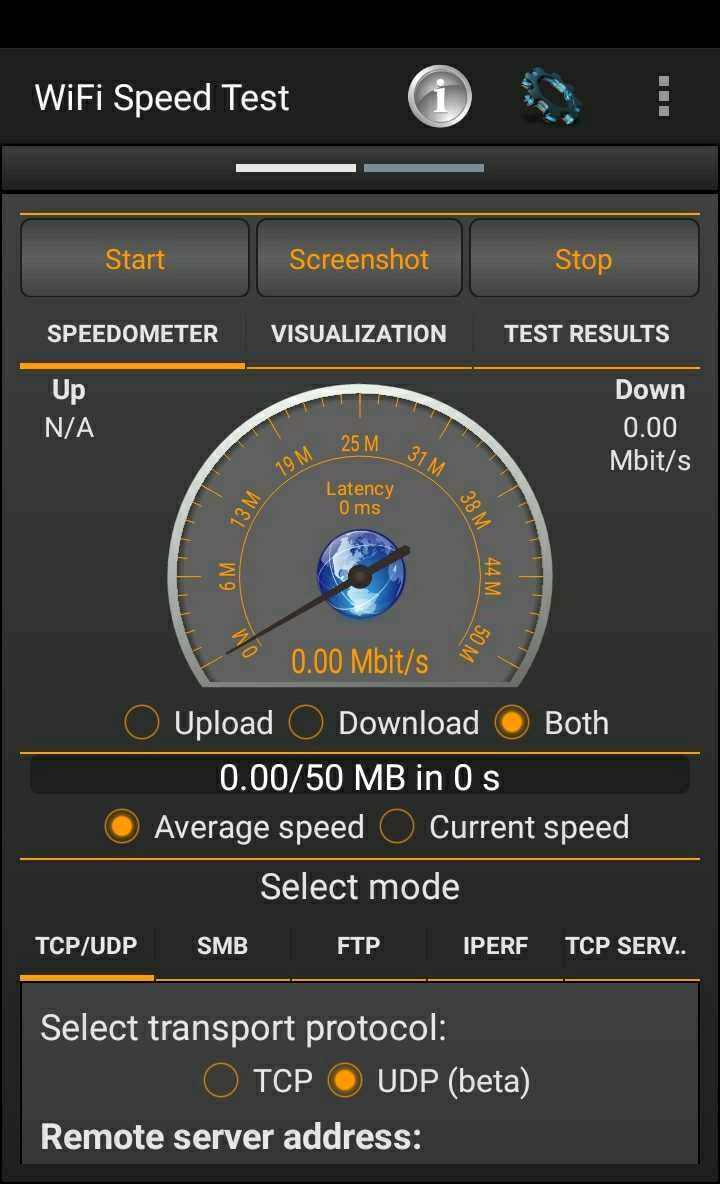 WiFi Speed Test
Start Screenshot Stop
SPEEDOMETER VISUALIZATION TEST RESULTS
Up
N/A
Down
0.00
Mbit/s
0 M 6 M 13 M 19 M 25 M 31 M 38 M 44 M 50 M
Latency
0 ms
0.00 Mbit/s
Upload Download Both
0.00/50 MB in 0 s
Average speed Current speed
Select mode
TCP/UDP SMB FTP IPERF TCP SERV..
Select transport protocol:
TCP UDP (beta)
Remote server address: